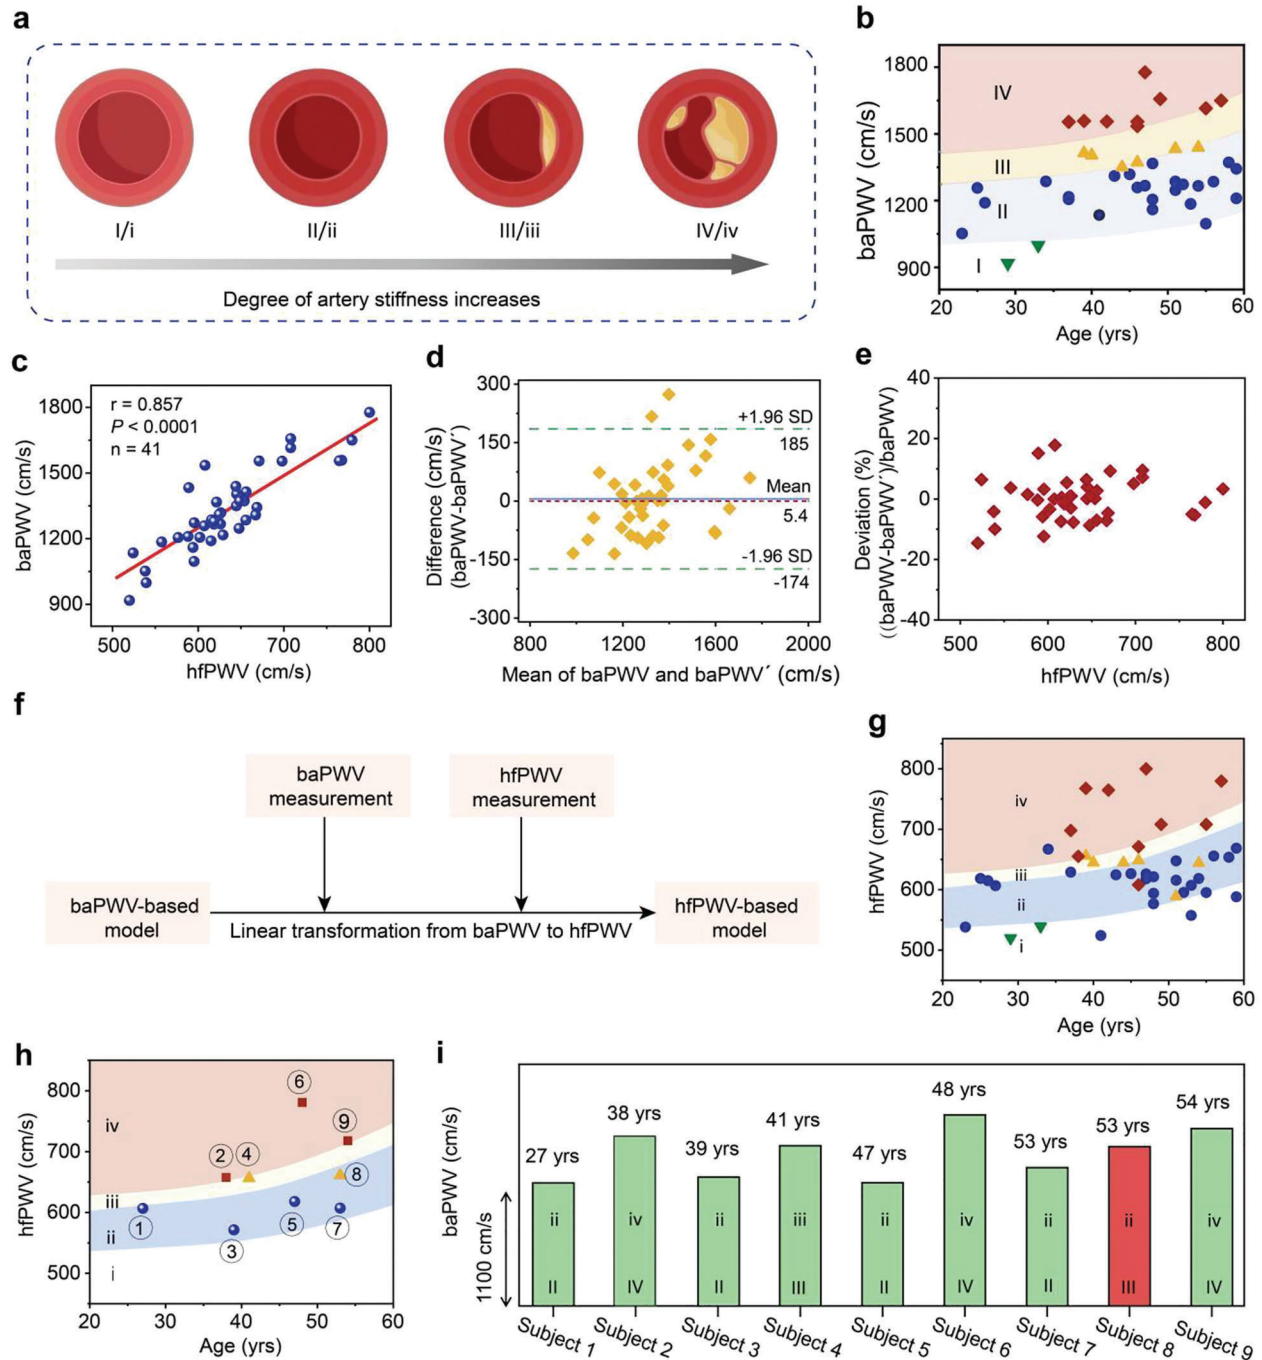 a
I/i
II/ii
III/iii
IV/iv
Degree of artery stiffness increases
b
baPWV (cm/s)
1800
1500
1200
900
IV
III
II
I
20
30
40
50
60
Age (yrs)
c
baPWV (cm/s)
1800
1500
1200
900
r = 0.857
P < 0.0001
n = 41
500
600
700
800
hfPWV (cm/s)
d
Difference (cm/s)
(baPWV-baPWV´)
300
150
0
-150
-300
+1.96 SD
185
Mean
5.4
-1.96 SD
-174
800
1200
1600
2000
Mean of baPWV and baPWV´ (cm/s)
e
Deviation (%)
((baPWV-baPWV´)/baPWV)
40
20
0
-20
-40
500
600
700
800
hfPWV (cm/s)
f
baPWV
measurement
hfPWV
measurement
baPWV-based
model
Linear transformation from baPWV to hfPWV
hfPWV-based
model
g
hfPWV (cm/s)
800
700
600
500
iv
iii
ii
i
20
30
40
50
60
Age (yrs)
h
hfPWV (cm/s)
800
700
600
500
iv
iii
ii
i
6
9
2
4
8
1
5
7
3
20
30
40
50
60
Age (yrs)
i
baPWV (cm/s)
1100 cm/s
27 yrs
38 yrs
39 yrs
41 yrs
47 yrs
48 yrs
53 yrs
53 yrs
54 yrs
ii
iv
ii
iii
ii
iv
ii
ii
iv
II
IV
II
III
II
IV
II
III
IV
Subject 1
Subject 2
Subject 3
Subject 4
Subject 5
Subject 6
Subject 7
Subject 8
Subject 9